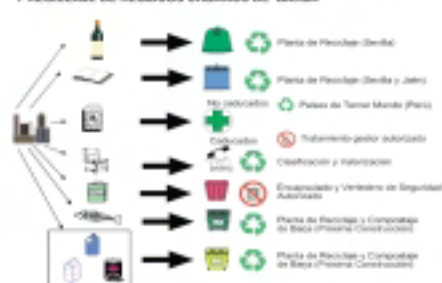 Planta de Reciclaje (Sevilla)
Planta de Reciclaje (Sevilla y Jaén)
No caducados
Países de Tercer Mundo (Perú)
Caducados
Tratamiento gestor autorizado
Clasificación y Valorización
Encapsulado y Vertedero de Seguridad
Autorizado
Planta de Reciclaje y Compostaje
de Baza (Próxima Construcción)
Planta de Reciclaje y Compostaje
de Baza (Próxima Construcción)